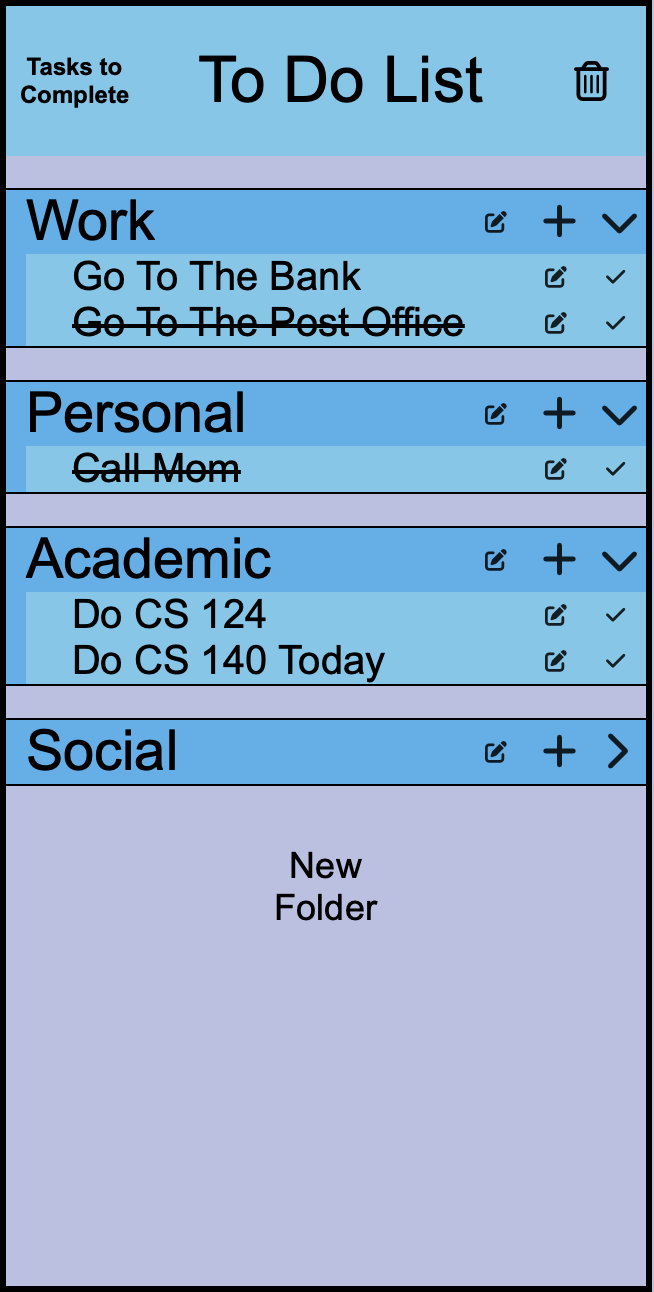 Tasks to
Complete
To Do List
Work
Go To The Bank
Go To The Post Office
Personal
Call Mom
Academic
Do CS 124
Do CS 140 Today
Social
New
Folder